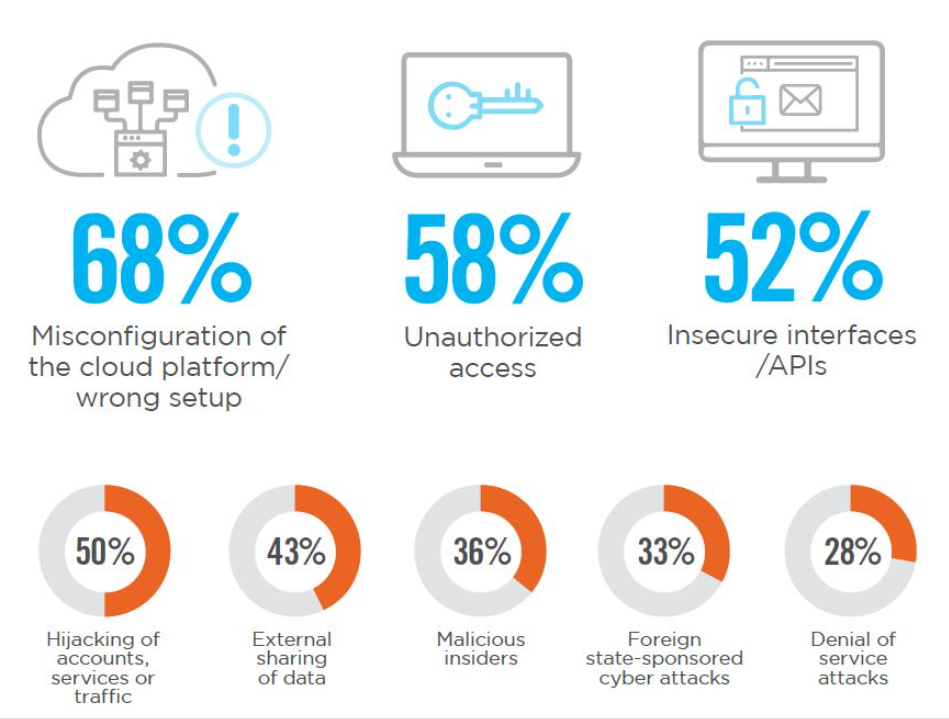 68%
Misconfiguration of
the cloud platform/
wrong setup
58%
Unauthorized
access
52%
Insecure interfaces
/APIs
50%
Hijacking of
accounts,
services or
traffic
43%
External
sharing
of data
36%
Malicious
insiders
33%
Foreign
state-sponsored
cyber attacks
28%
Denial of
service
attacks